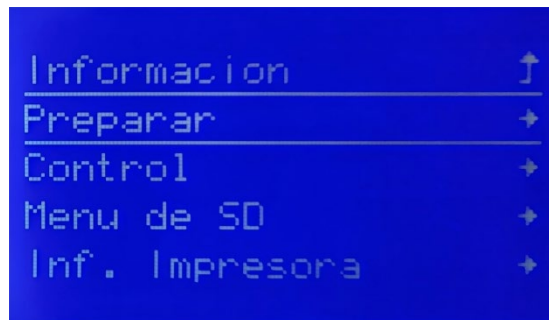 Informacion
Preparar
Control
Menu de SD
Inf. Impresora